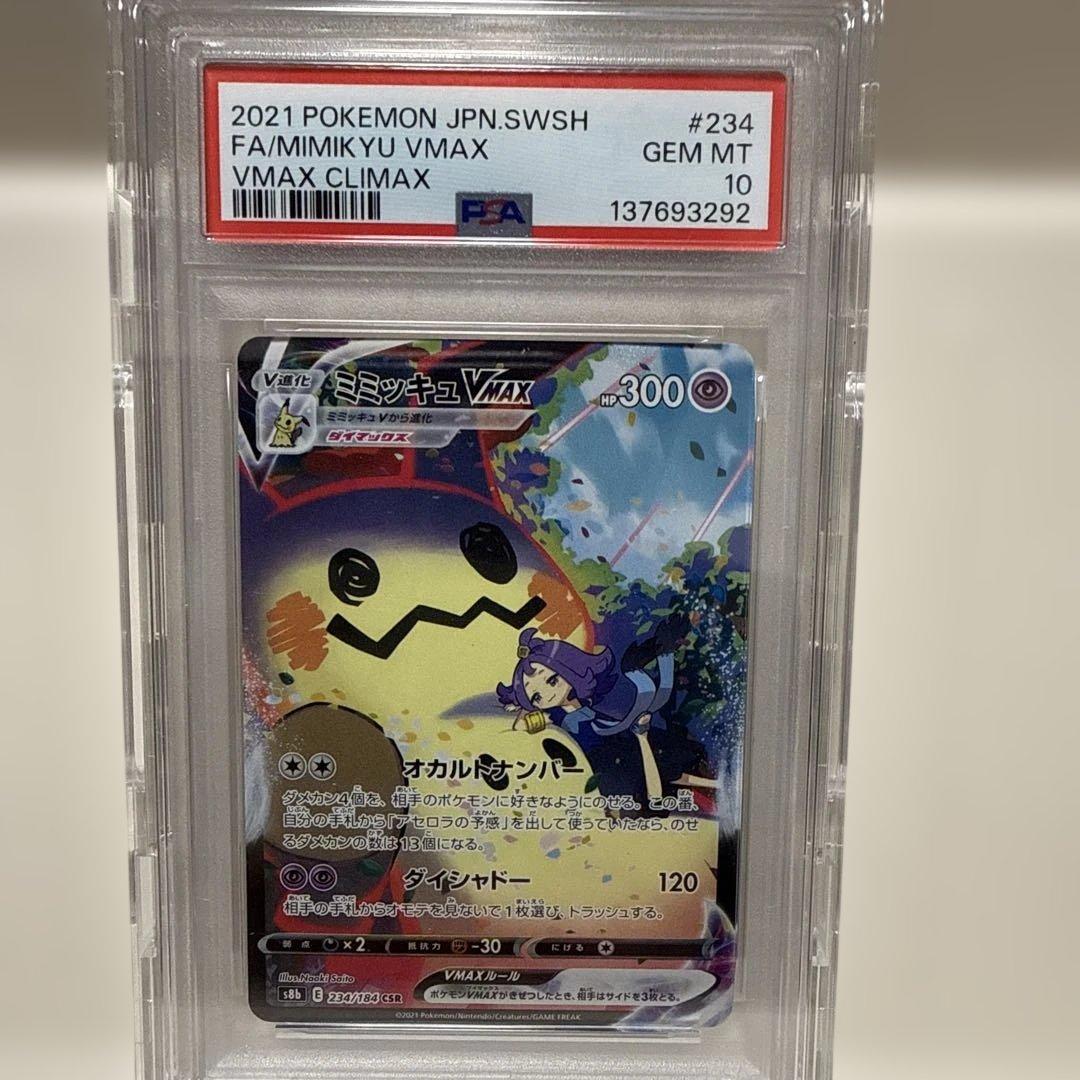 2021 POKEMON JPN.SWSH #234
FA/MIMIKYU VMAX GEM MT
VMAX CLIMAX 10
PSA 137693292
V進化 ミミッキュVMAX HP300
ミミッキュVから進化
ダイマックス
オカルトナンバー
ダメカン4個を、相手のポケモンに好きなようにのせる。この番、
自分の手札から「アセロラの予感」を出して使っていたなら、のせ
るダメカンの数は13個になる。
ダイシャドー 120
相手の手札からオモテを見ないで1枚選び、トラッシュする。
弱点 ×2 抵抗力 -30 にげる
Illus. Naoki Saito
VMAXルール
s8b E 234/184 CSR
ポケモンVMAXがきぜつしたとき、相手はサイドを3枚とる。
©2021 Pokémon/Nintendo/Creatures/GAME FREAK